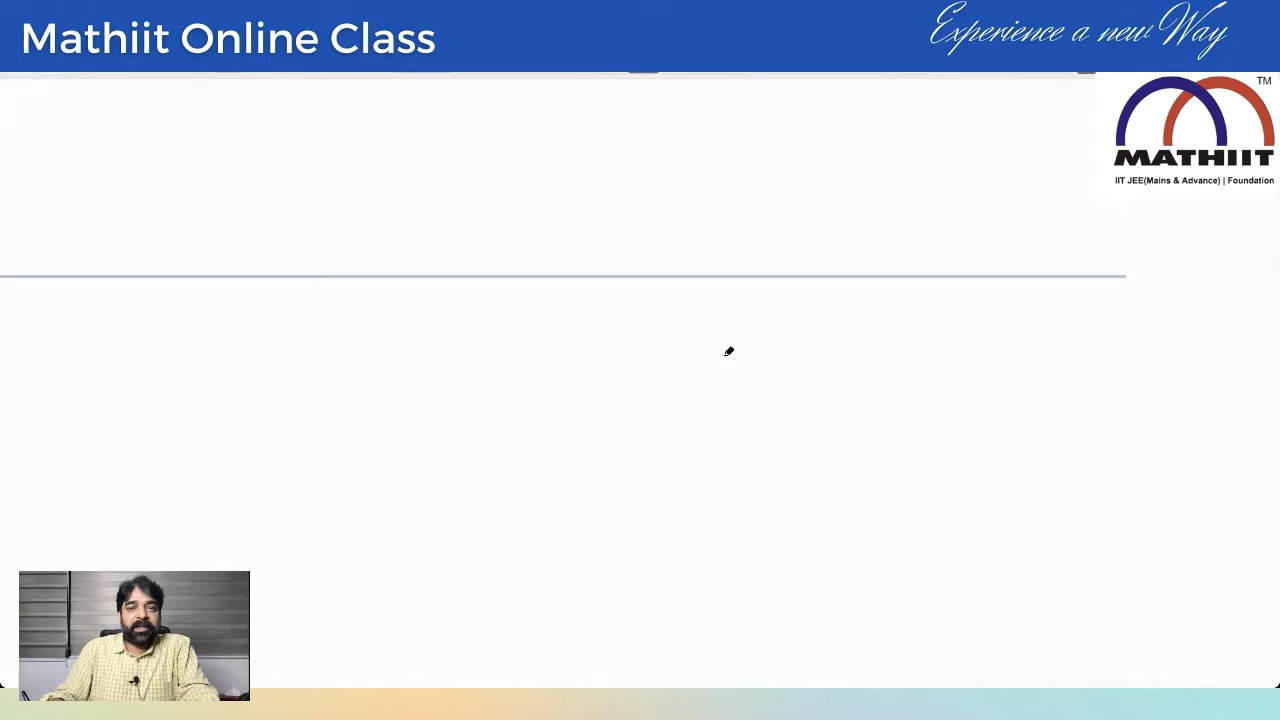 Mathiit Online Class
Experience a new Way
TM
MATHIIT
IIT JEE(Mains & Advance) | Foundation